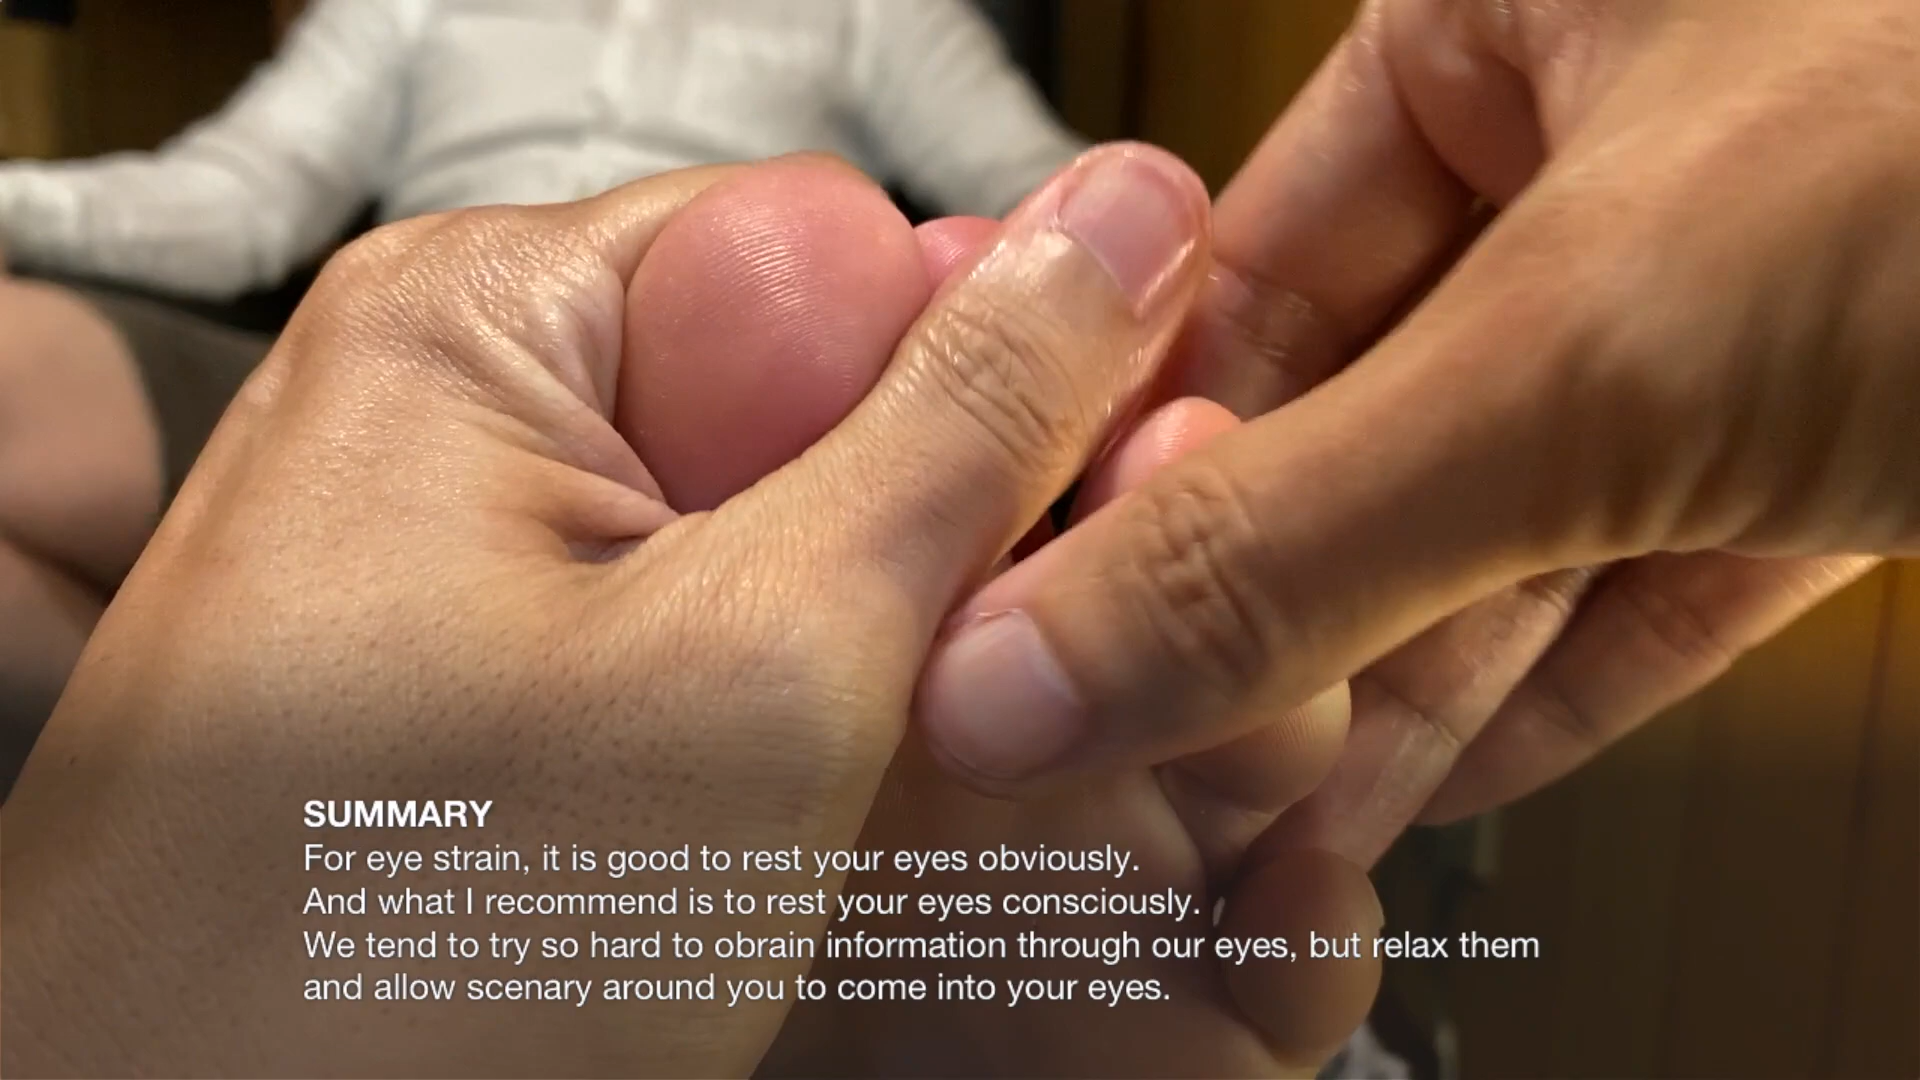 SUMMARY
For eye strain, it is good to rest your eyes obviously.
And what I recommend is to rest your eyes consciously.
We tend to try so hard to obrain information through our eyes, but relax them
and allow scenary around you to come into your eyes.